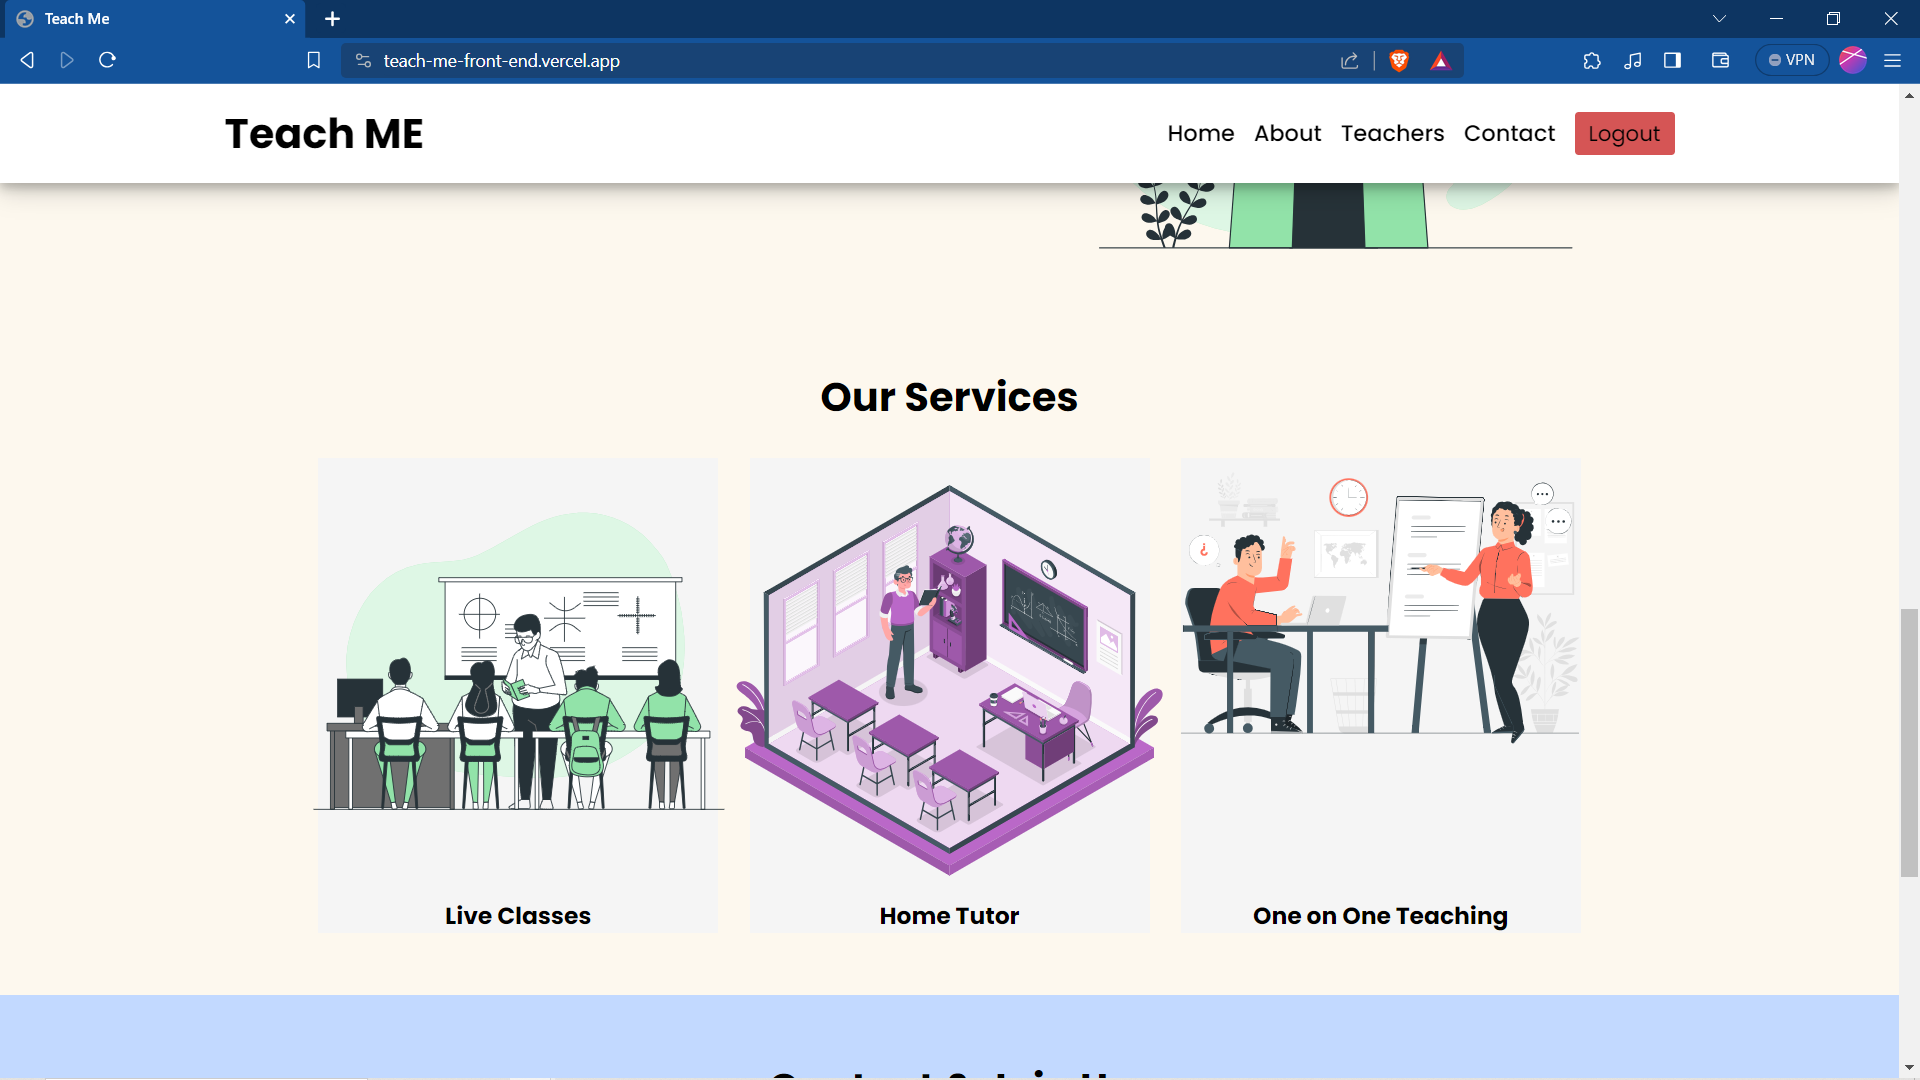 Teach Me
teach-me-front-end.vercel.app
VPN
Teach ME
Home About Teachers Contact Logout
Our Services
Live Classes
Home Tutor
One on One Teaching